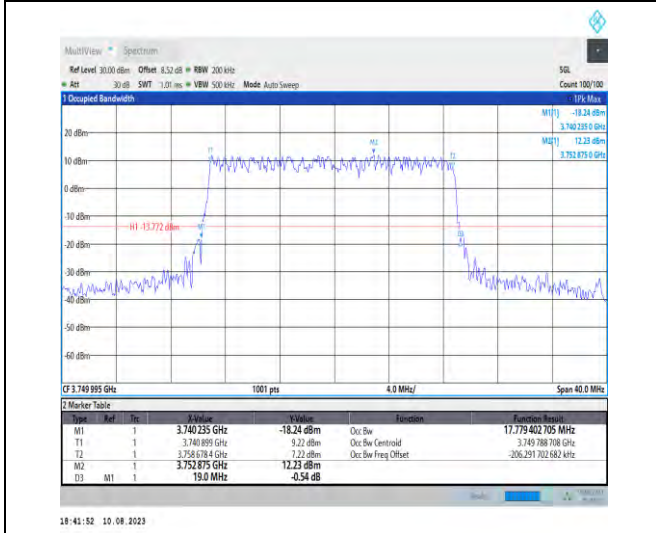 MultiView Spectrum
Ref Level 30.00 dBm Offset 8.52 dB RBW 200 kHz SGL
Att 30 dB SWT 1.01 ms VBW 500 kHz Mode Auto Sweep Count 100/100
1 Occupied Bandwidth 1Pk Max
M1[1] -18.24 dBm
3.740 235 0 GHz
M2[1] 12.23 dBm
3.752 875 0 GHz
20 dBm
T1 M2 T2
10 dBm
0 dBm
-10 dBm
H1 -13.772 dBm
-20 dBm
-30 dBm
-40 dBm
-50 dBm
-60 dBm
CF 3.749 995 GHz 1001 pts 4.0 MHz/ Span 40.0 MHz
2 Marker Table
Type Ref Trc X-Value Y-Value Function Function Result
M1 1 3.740 235 GHz -18.24 dBm Occ Bw 17.779 402 705 MHz
T1 1 3.740 899 GHz 9.22 dBm Occ Bw Centroid 3.749 788 708 GHz
T2 1 3.758 678 4 GHz 7.22 dBm Occ Bw Freq Offset -206.291 702 682 kHz
M2 1 3.752 875 GHz 12.23 dBm
D3 M1 1 19.0 MHz -0.54 dB
18:41:52 10.08.2023